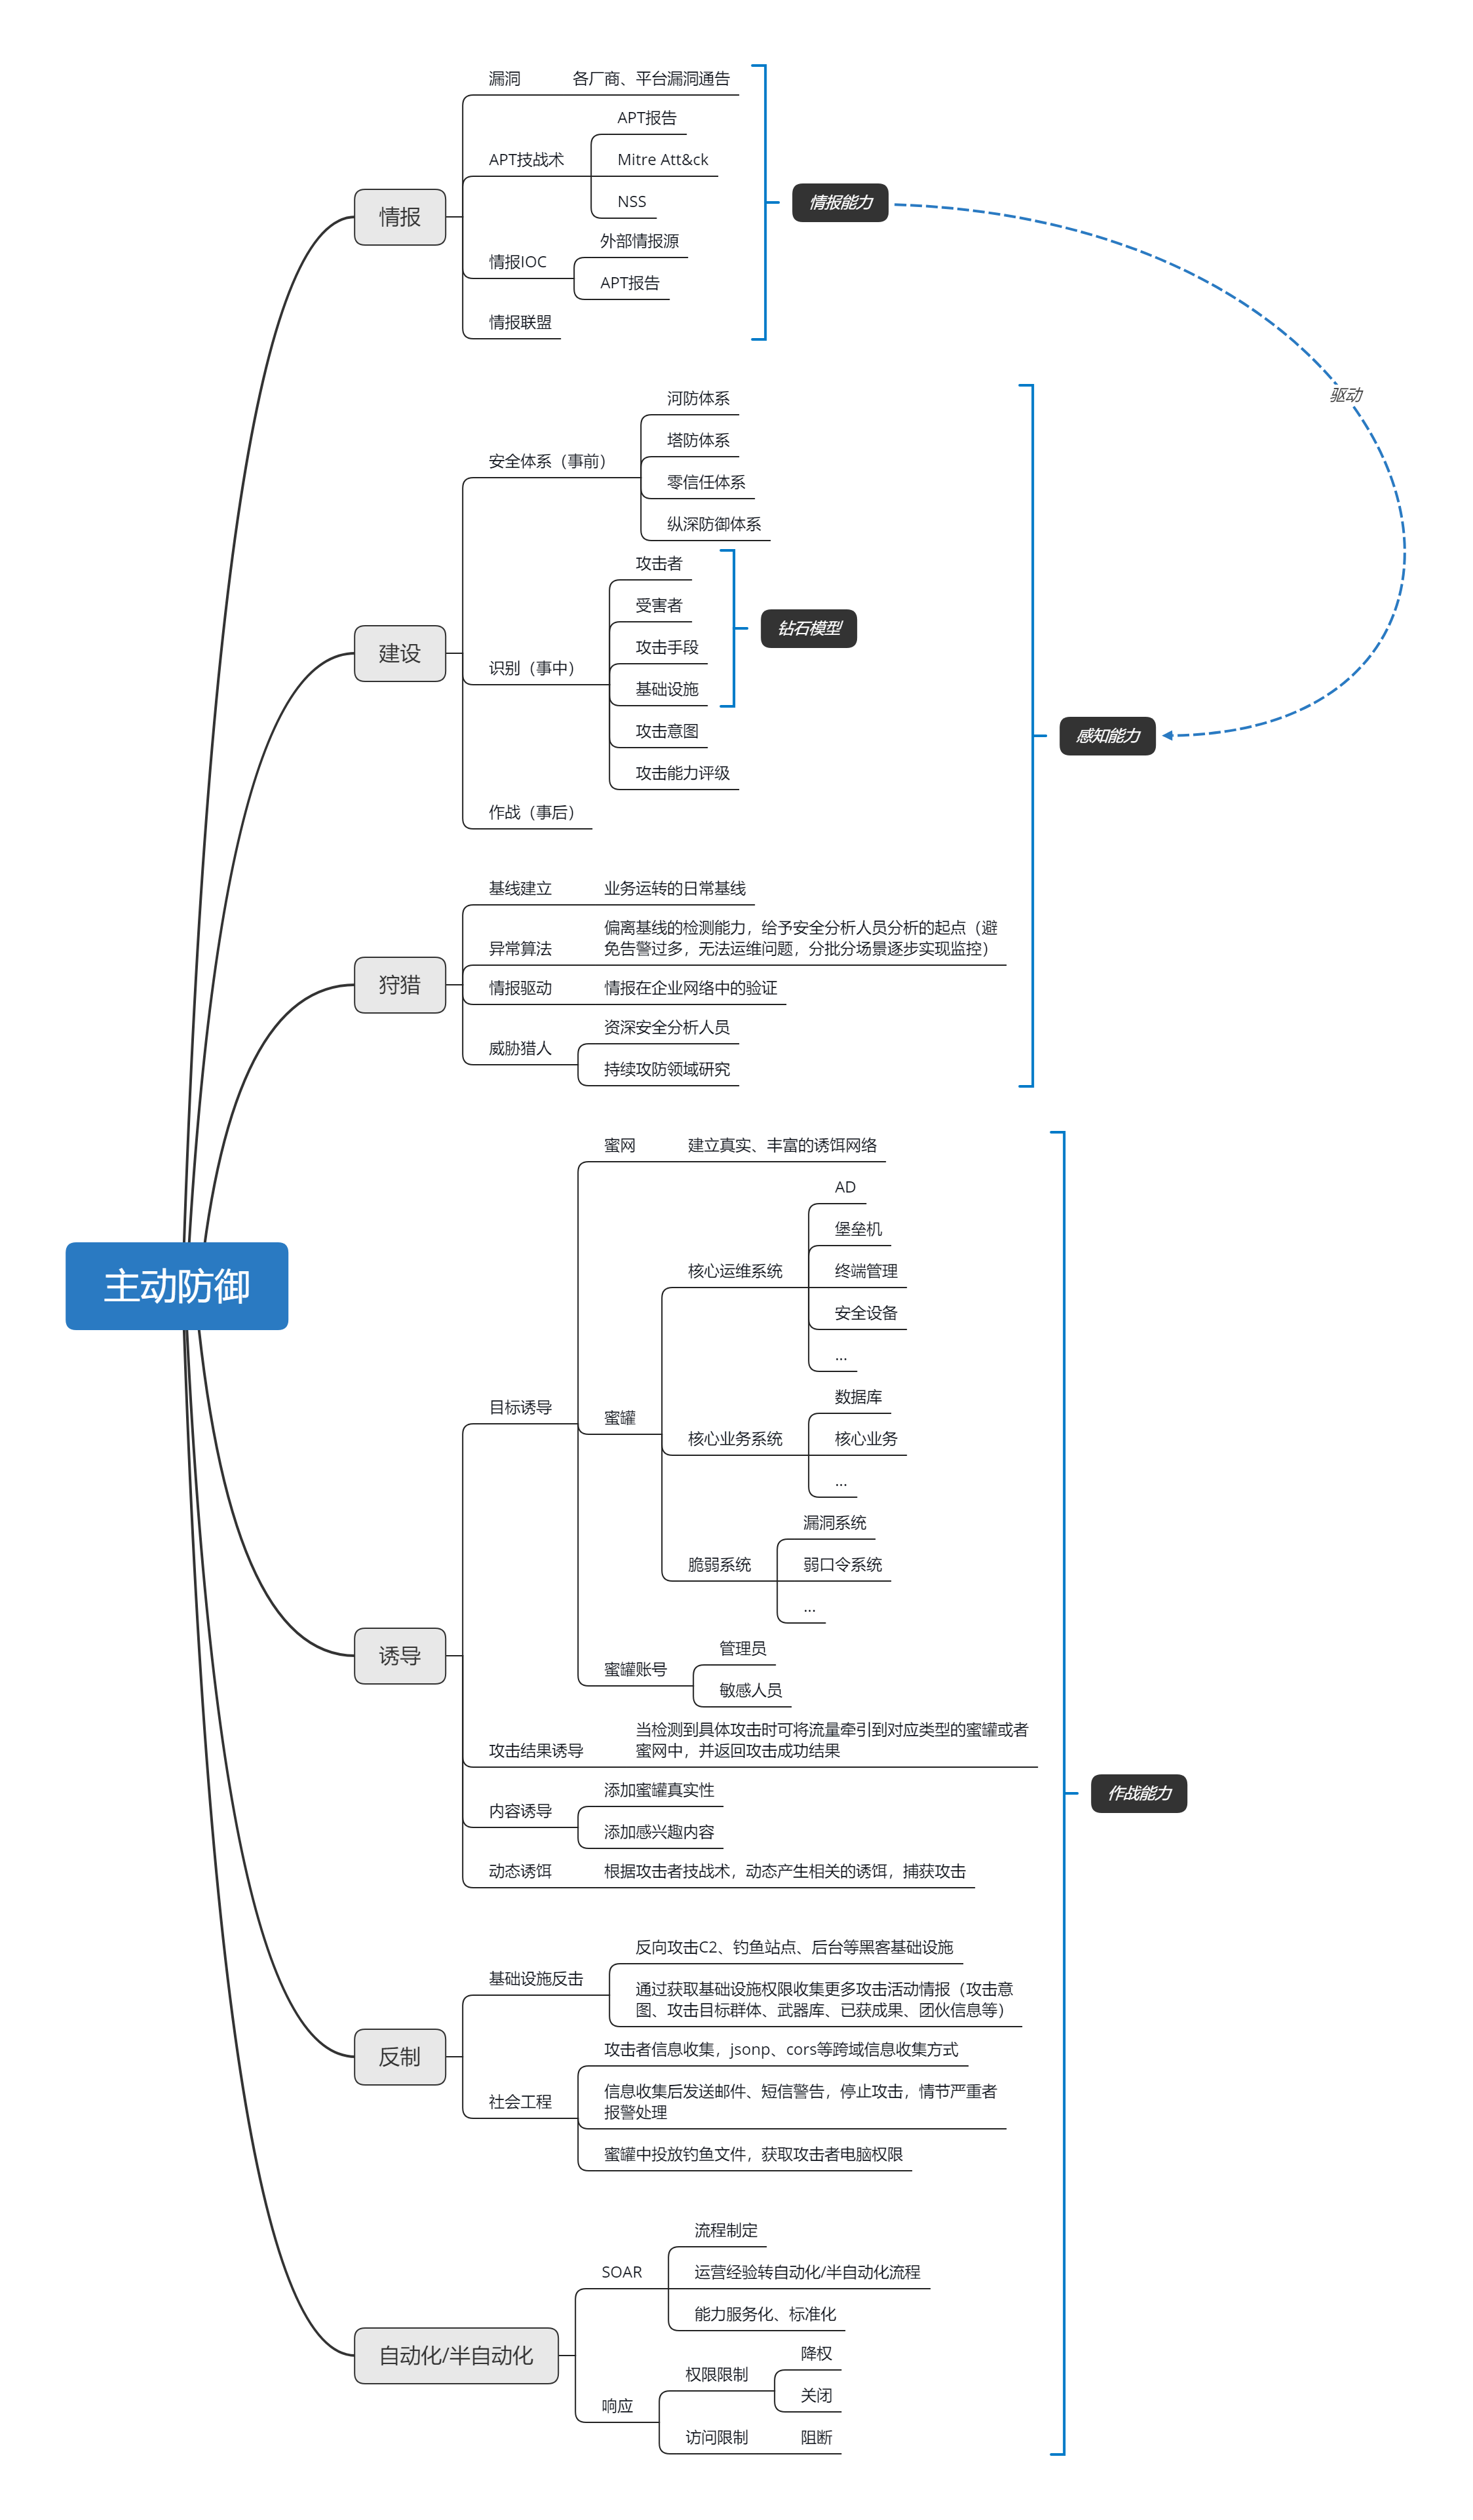 主动防御
情报
漏洞
各厂商、平台漏洞通告
APT技战术
APT报告
Mitre Att&ck
NSS
情报IOC
外部情报源
APT报告
情报联盟
情报能力
驱动
建设
安全体系（事前）
河防体系
塔防体系
零信任体系
纵深防御体系
识别（事中）
攻击者
受害者
攻击手段
基础设施
钻石模型
攻击意图
攻击能力评级
作战（事后）
感知能力
狩猎
基线建立
业务运转的日常基线
异常算法
偏离基线的检测能力，给予安全分析人员分析的起点（避
免告警过多，无法运维问题，分批分场景逐步实现监控）
情报驱动
情报在企业网络中的验证
威胁猎人
资深安全分析人员
持续攻防领域研究
诱导
目标诱导
蜜网
建立真实、丰富的诱饵网络
蜜罐
核心运维系统
AD
堡垒机
终端管理
安全设备
...
核心业务系统
数据库
核心业务
...
脆弱系统
漏洞系统
弱口令系统
...
蜜罐账号
管理员
敏感人员
攻击结果诱导
当检测到具体攻击时可将流量牵引到对应类型的蜜罐或者
蜜网中，并返回攻击成功结果
内容诱导
添加蜜罐真实性
添加感兴趣内容
动态诱饵
根据攻击者技战术，动态产生相关的诱饵，捕获攻击
作战能力
反制
基础设施反击
反向攻击C2、钓鱼站点、后台等黑客基础设施
通过获取基础设施权限收集更多攻击活动情报（攻击意
图、攻击目标群体、武器库、已获成果、团伙信息等）
社会工程
攻击者信息收集，jsonp、cors等跨域信息收集方式
信息收集后发送邮件、短信警告，停止攻击，情节严重者
报警处理
蜜罐中投放钓鱼文件，获取攻击者电脑权限
自动化/半自动化
SOAR
流程制定
运营经验转自动化/半自动化流程
能力服务化、标准化
响应
权限限制
降权
关闭
访问限制
阻断